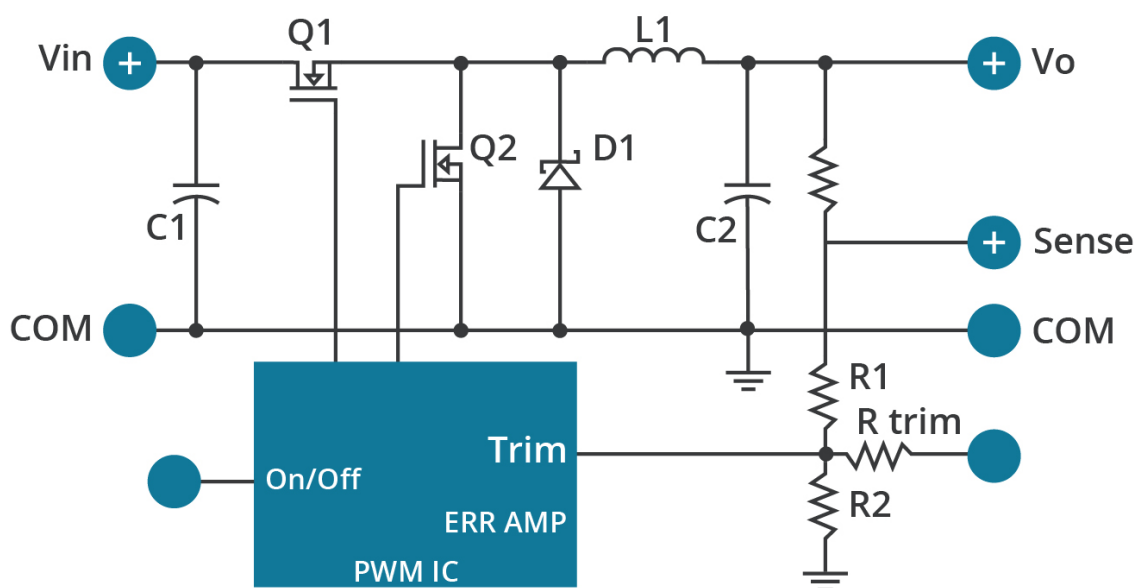 Q1
L1
Vin +
+ Vo
Q2
D1
C1
C2
+ Sense
COM
COM
R1
R trim
Trim
On/Off
R2
ERR AMP
PWM IC